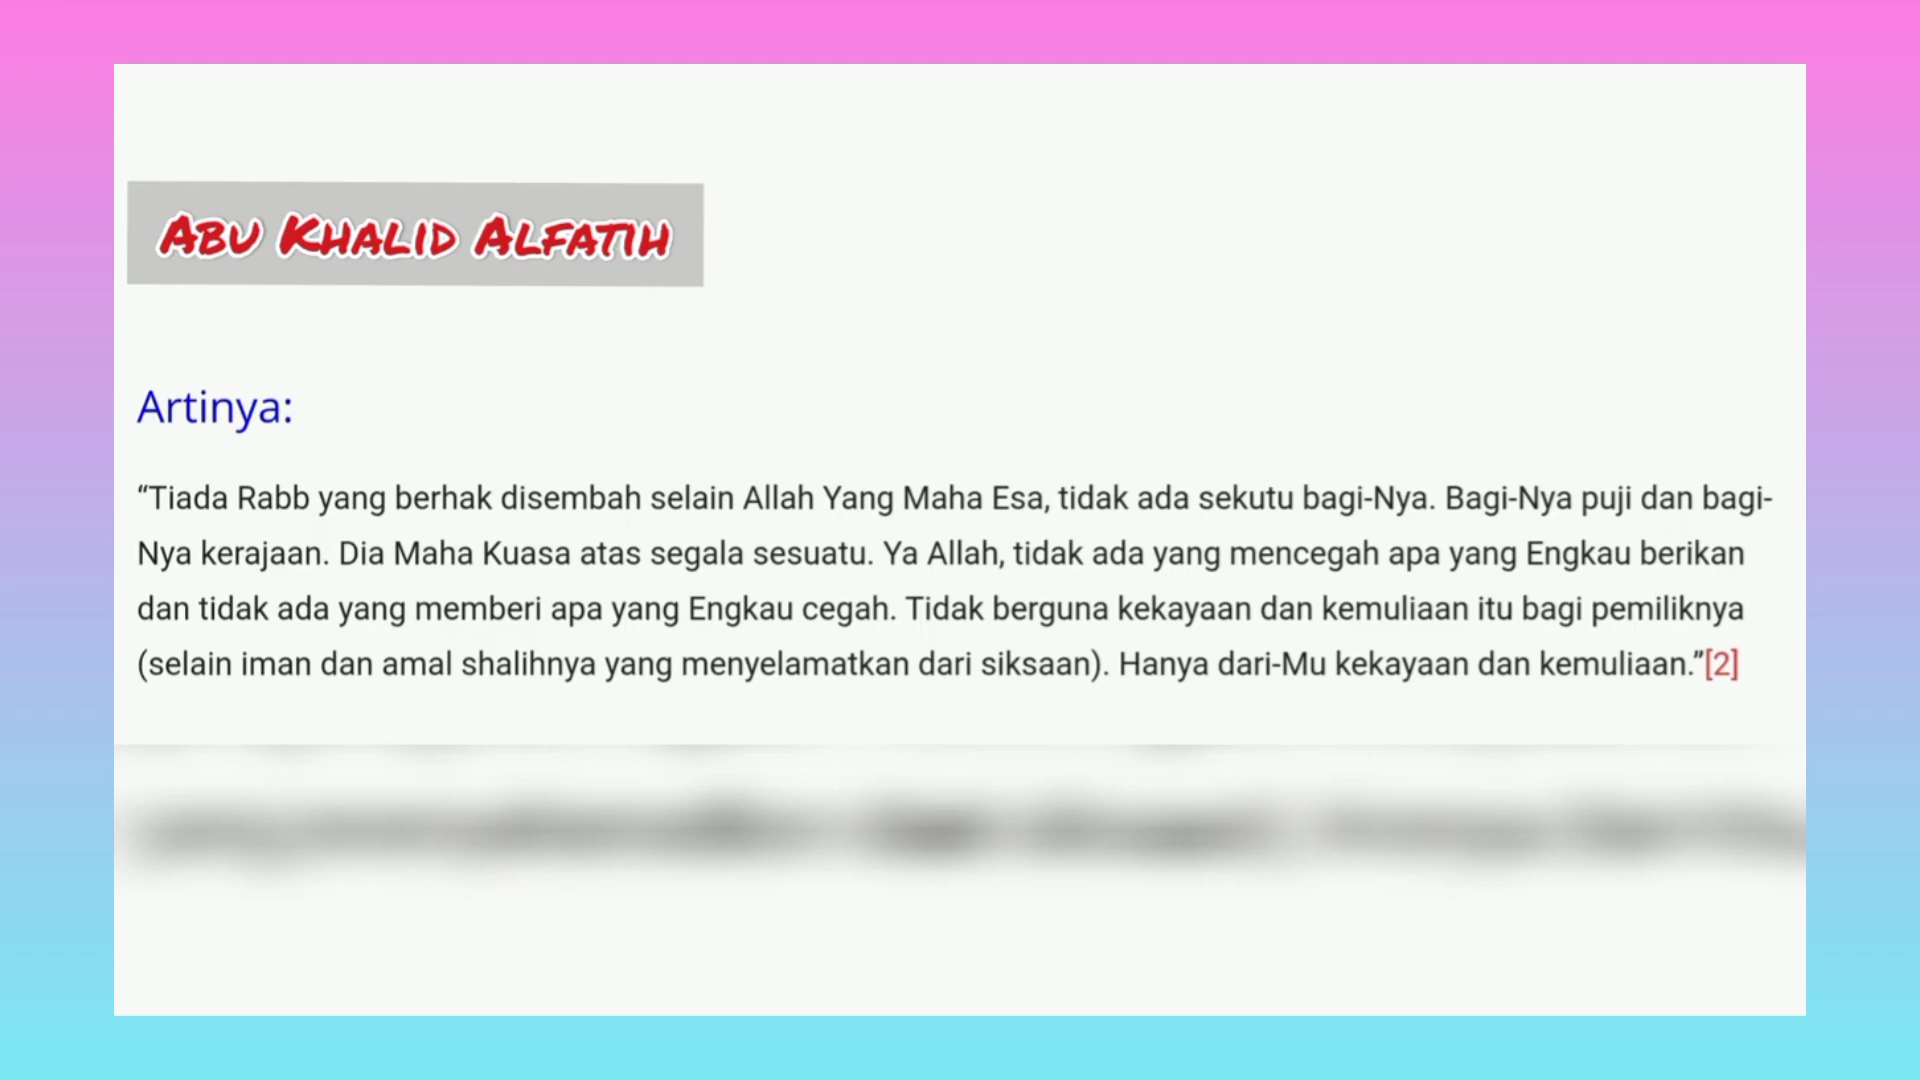 Abu Khalid Alfatih
Artinya:
“Tiada Rabb yang berhak disembah selain Allah Yang Maha Esa, tidak ada sekutu bagi-Nya. Bagi-Nya puji dan bagi-
Nya kerajaan. Dia Maha Kuasa atas segala sesuatu. Ya Allah, tidak ada yang mencegah apa yang Engkau berikan
dan tidak ada yang memberi apa yang Engkau cegah. Tidak berguna kekayaan dan kemuliaan itu bagi pemiliknya
(selain iman dan amal shalihnya yang menyelamatkan dari siksaan). Hanya dari-Mu kekayaan dan kemuliaan.”[2]